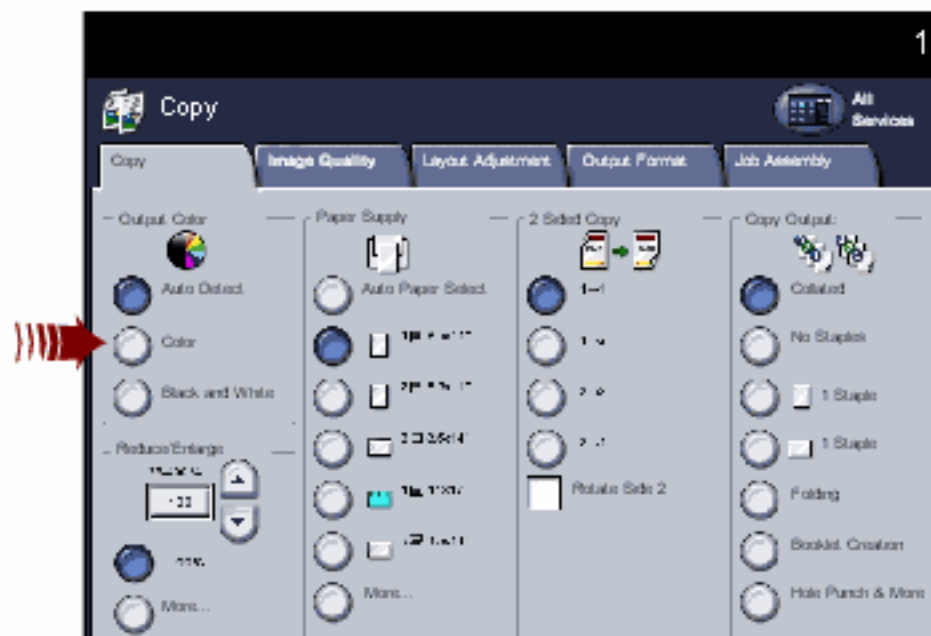 1
Copy
All
Services
Copy
Image Quality
Layout Adjustment
Output Format
Job Assembly
Output Color
Auto Detect
Color
Black and White
Reduce/Enlarge
100
100%
More...
Paper Supply
Auto Paper Select
More...
2 Sided Copy
Rotate Side 2
Copy Output:
Collated
No Staples
1 Staple
1 Staple
Folding
Booklet Creation
Hole Punch & More